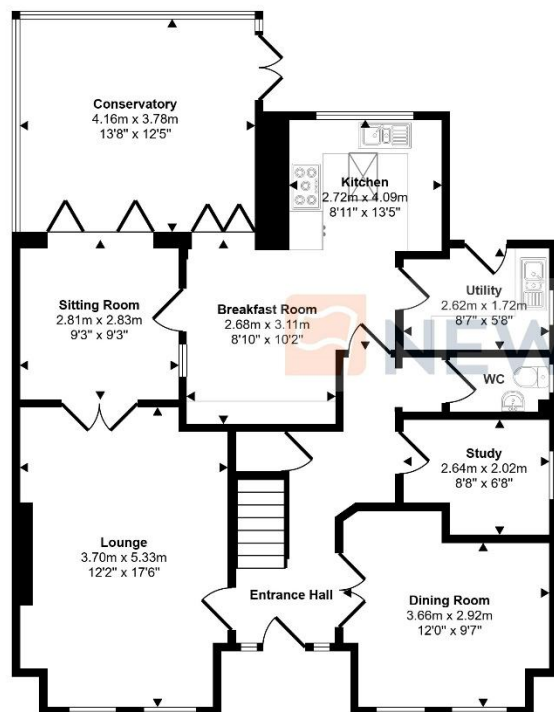 Conservatory
4.16m x 3.78m
13'8" x 12'5"
Kitchen
2.72m x 4.09m
8'11" x 13'5"
Sitting Room
2.81m x 2.83m
9'3" x 9'3"
Breakfast Room
2.68m x 3.11m
8'10" x 10'2"
Utility
2.62m x 1.72m
8'7" x 5'8"
NEW
WC
Study
2.64m x 2.02m
8'8" x 6'8"
Lounge
3.70m x 5.33m
12'2" x 17'6"
Entrance Hall
Dining Room
3.66m x 2.92m
12'0" x 9'7"